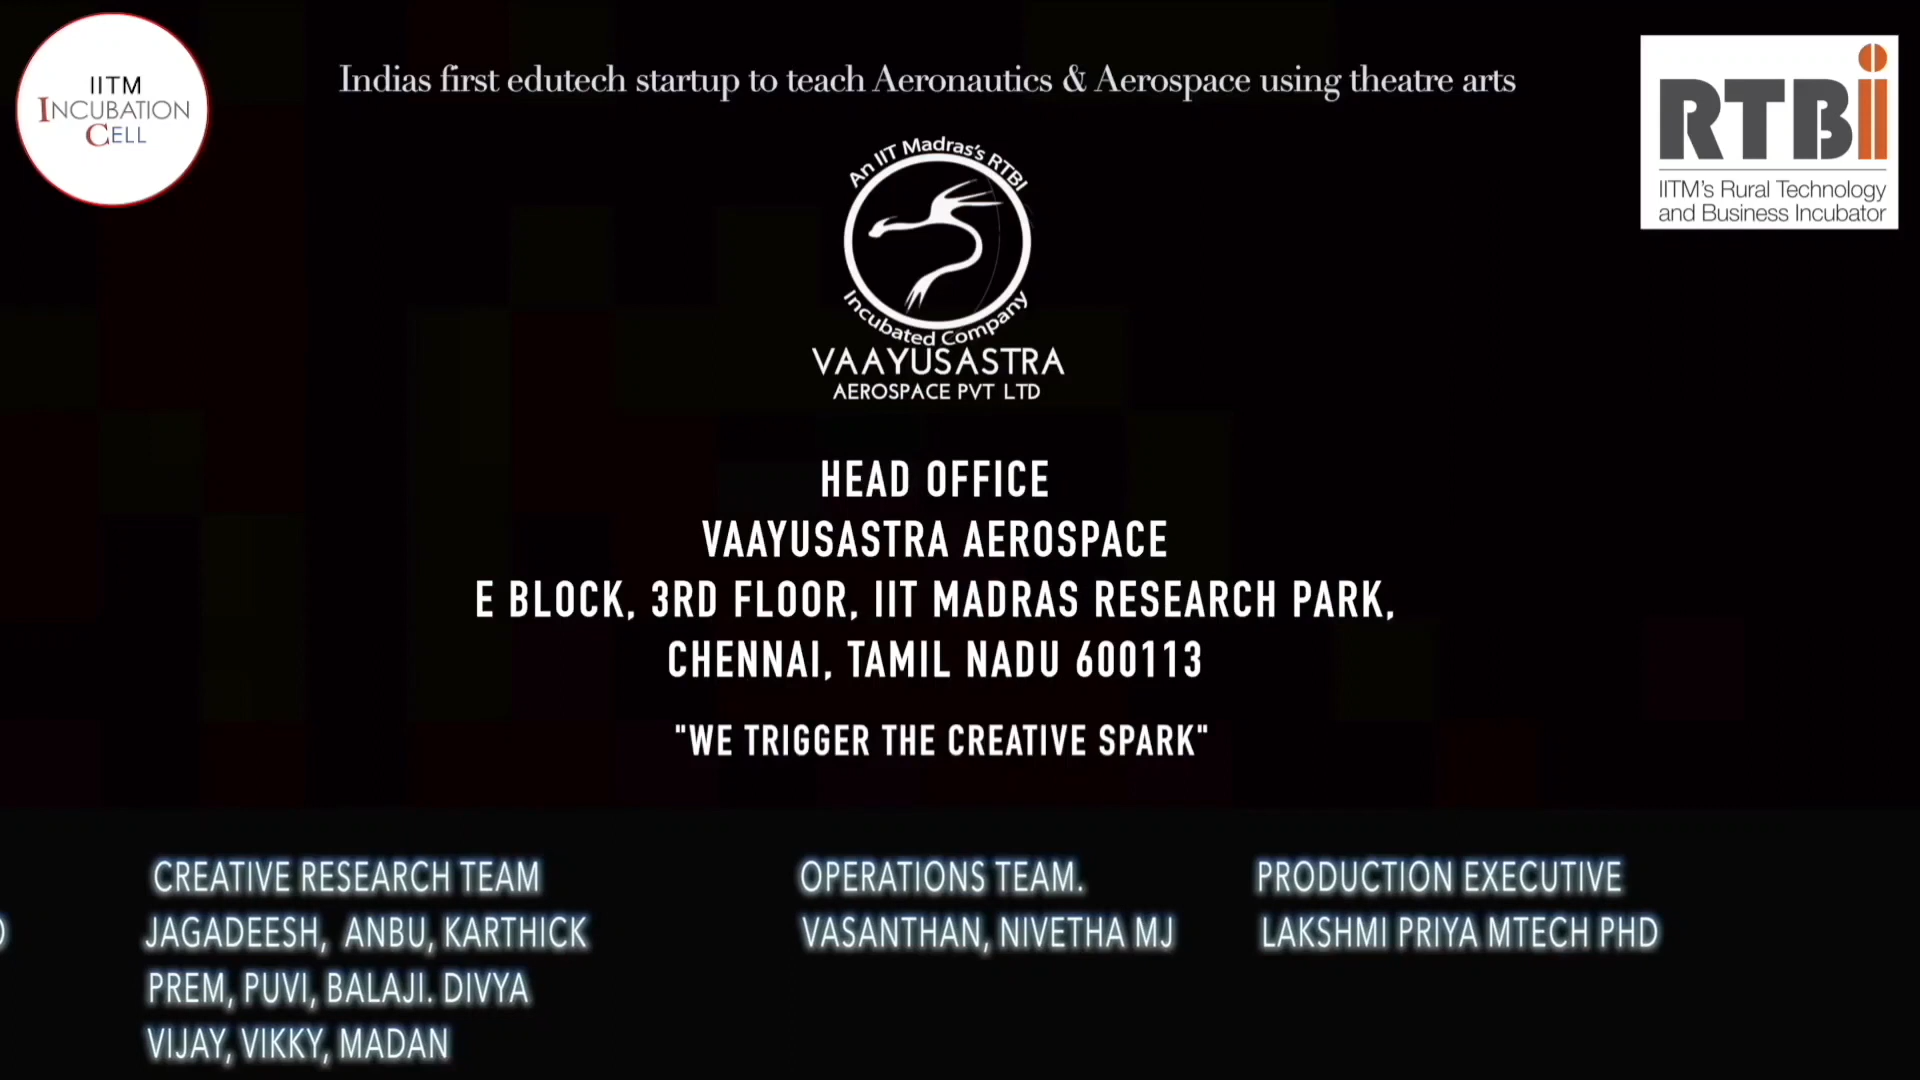 IITM
INCUBATION
CELL
Indias first edutech startup to teach Aeronautics & Aerospace using theatre arts
RTBi
IITM's Rural Technology
and Business Incubator
An IIT Madras's RTBI
Incubated Company
VAAYUSASTRA
AEROSPACE PVT LTD
HEAD OFFICE
VAAYUSASTRA AEROSPACE
E BLOCK, 3RD FLOOR, IIT MADRAS RESEARCH PARK,
CHENNAI, TAMIL NADU 600113
"WE TRIGGER THE CREATIVE SPARK"
CREATIVE RESEARCH TEAM
JAGADEESH, ANBU, KARTHICK
PREM, PUVI, BALAJI. DIVYA
VIJAY, VIKKY, MADAN
OPERATIONS TEAM.
VASANTHAN, NIVETHA MJ
PRODUCTION EXECUTIVE
LAKSHMI PRIYA MTECH PHD